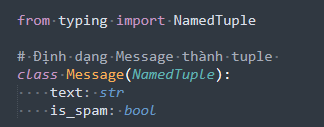 from typing import NamedTuple

# Định dạng Message thành tuple
class Message(NamedTuple):
    text: str
    is_spam: bool